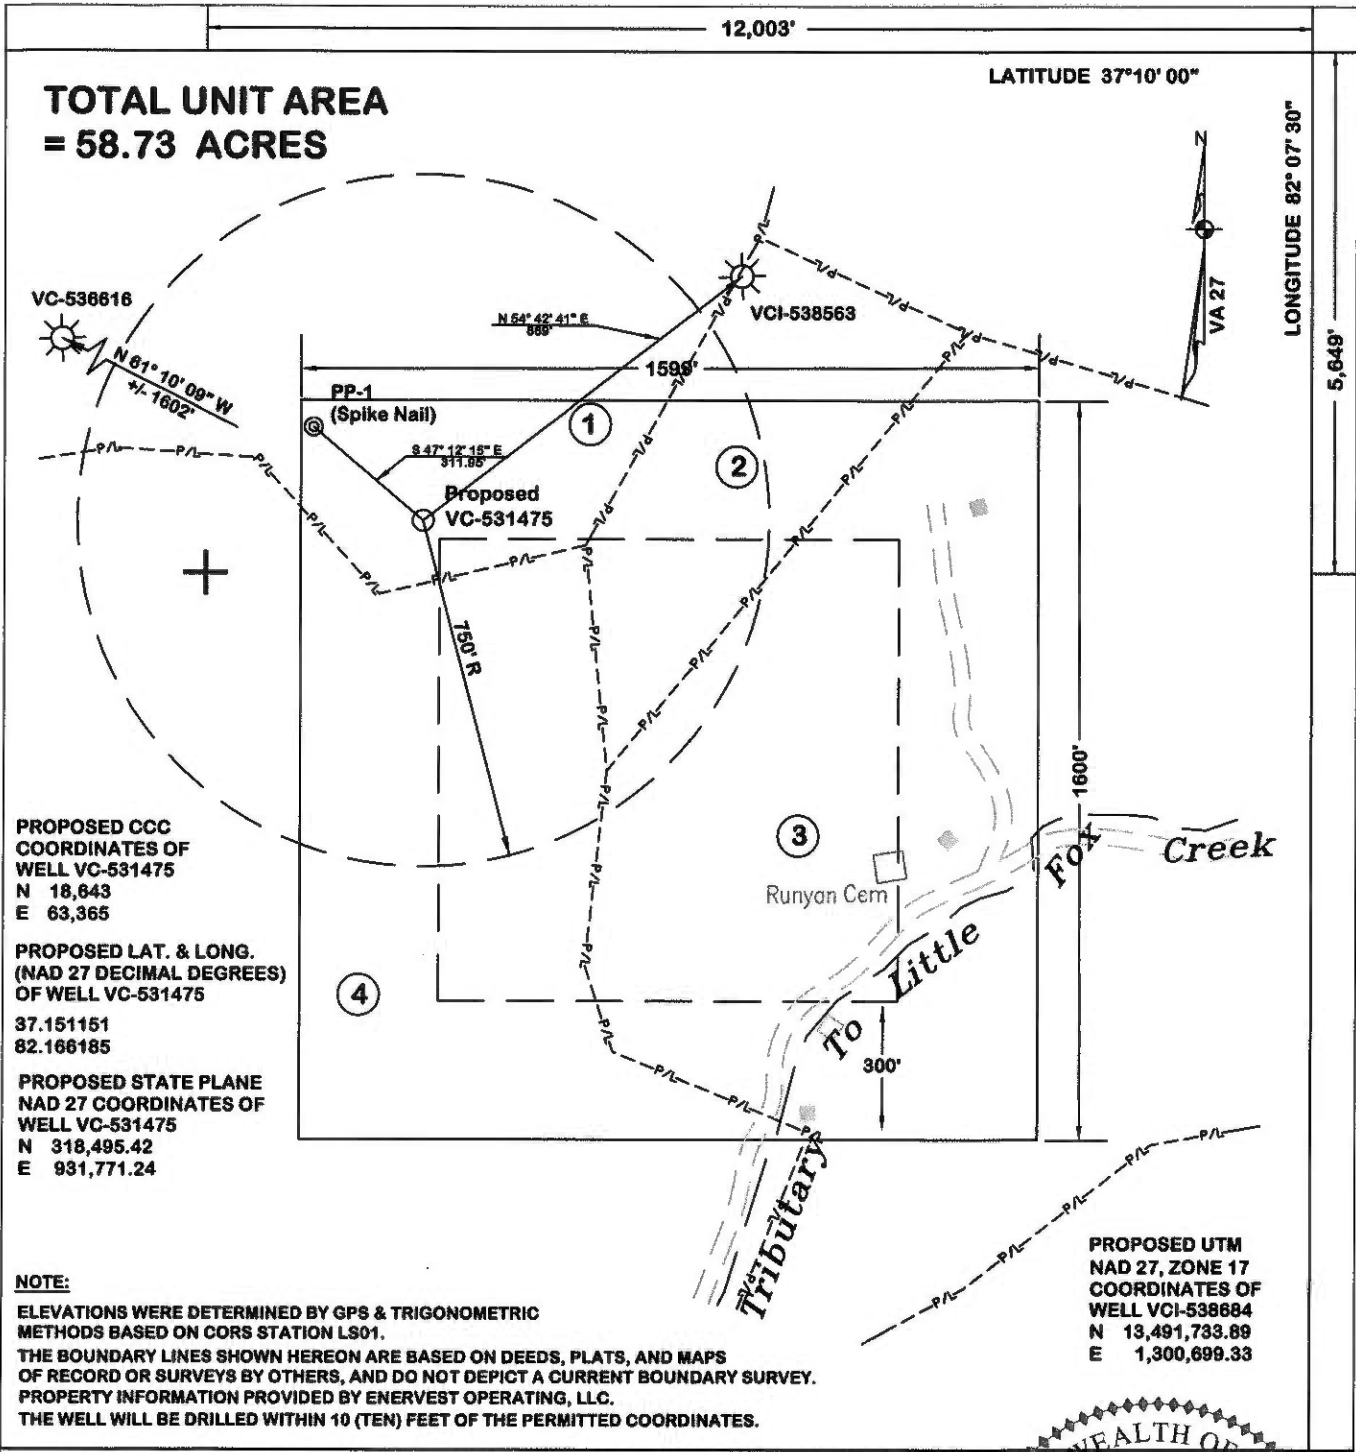 12,003'
LATITUDE 37°10' 00"
LONGITUDE 82° 07' 30"
5,649'
TOTAL UNIT AREA
= 58.73 ACRES
N
VA 27
VC-536616
N 61° 10' 09" W
+/- 1602'
VCI-538563
N 54° 42' 41" E
869'
1599'
PP-1
(Spike Nail)
S 47° 12' 15" E
311.95'
Proposed
VC-531475
1
2
3
4
750' R
P/L
1600'
300'
Runyan Cem
Tributary To Little Fox Creek
PROPOSED CCC
COORDINATES OF
WELL VC-531475
N 18,643
E 63,365
PROPOSED LAT. & LONG.
(NAD 27 DECIMAL DEGREES)
OF WELL VC-531475
37.151151
82.166185
PROPOSED STATE PLANE
NAD 27 COORDINATES OF
WELL VC-531475
N 318,495.42
E 931,771.24
PROPOSED UTM
NAD 27, ZONE 17
COORDINATES OF
WELL VCI-538684
N 13,491,733.89
E 1,300,699.33
NOTE:
ELEVATIONS WERE DETERMINED BY GPS & TRIGONOMETRIC
METHODS BASED ON CORS STATION LS01.
THE BOUNDARY LINES SHOWN HEREON ARE BASED ON DEEDS, PLATS, AND MAPS
OF RECORD OR SURVEYS BY OTHERS, AND DO NOT DEPICT A CURRENT BOUNDARY SURVEY.
PROPERTY INFORMATION PROVIDED BY ENERVEST OPERATING, LLC.
THE WELL WILL BE DRILLED WITHIN 10 (TEN) FEET OF THE PERMITTED COORDINATES.
WEALTH OF